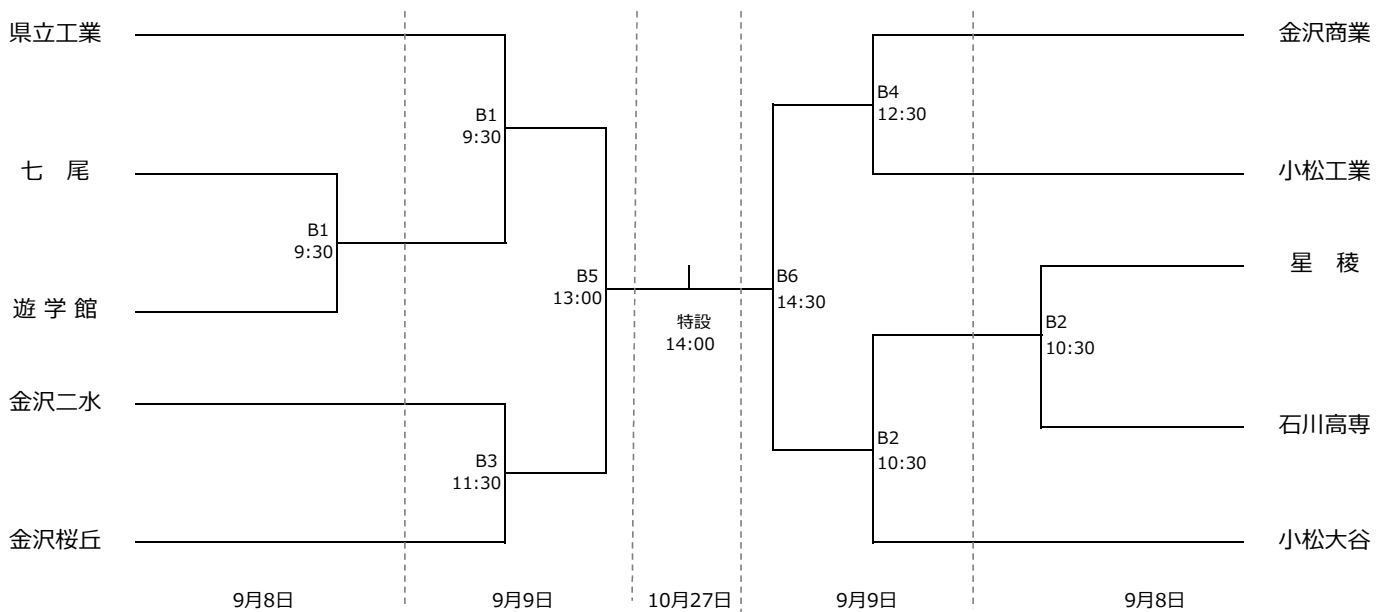 県立工業
金沢商業
B1
9:30
B4
12:30
七　尾
小松工業
B1
9:30
星　稜
B5
13:00
B6
14:30
遊 学 館
特設
14:00
B2
10:30
金沢二水
石川高専
B3
11:30
B2
10:30
金沢桜丘
小松大谷
9月8日
9月9日
10月27日
9月9日
9月8日